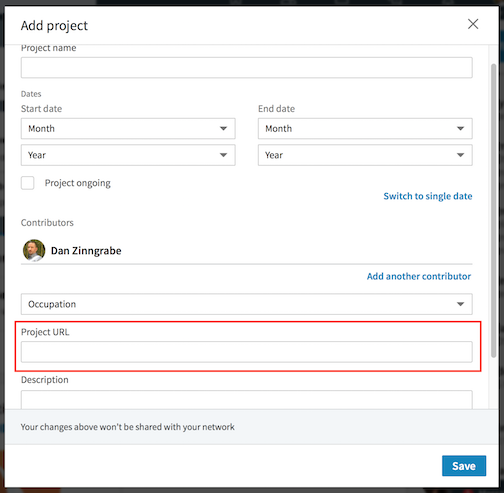 Add project
Project name
Dates
Start date End date
Month Month
Year Year
Project ongoing
Switch to single date
Contributors
Dan Zinngrabe
Add another contributor
Occupation
Project URL
Description
Your changes above won't be shared with your network
Save